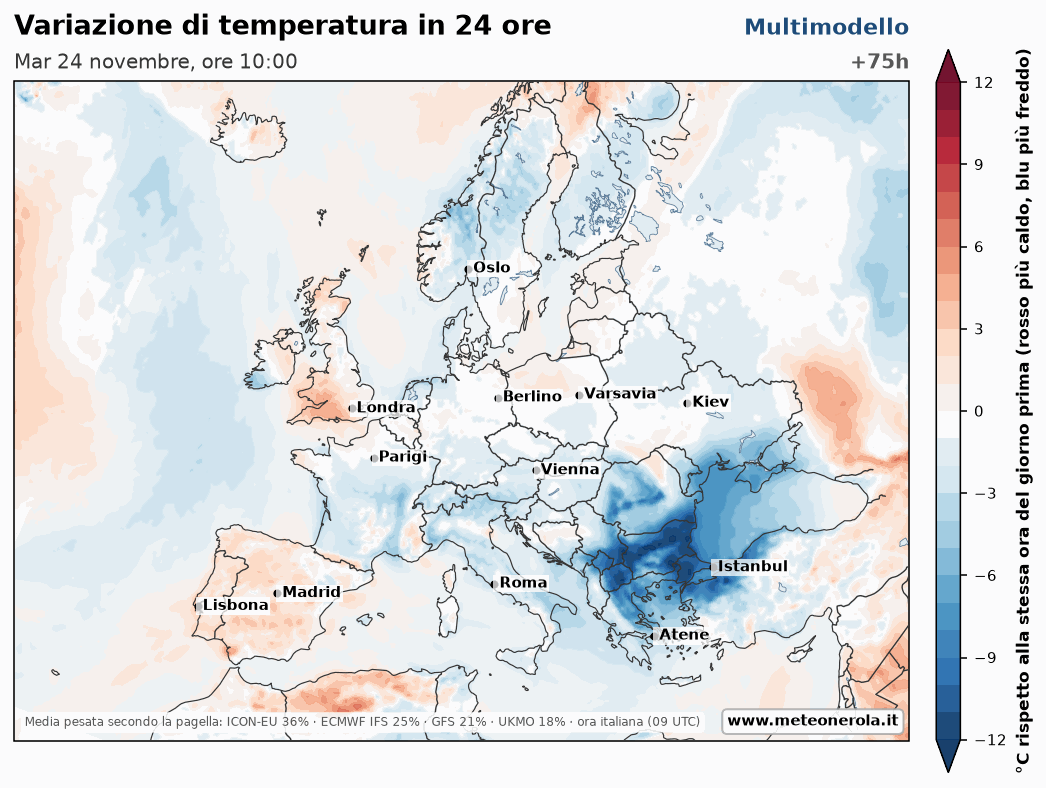 Variazione di temperatura in 24 ore
Multimodello
Mar 24 novembre, ore 10:00
+75h
Oslo
Londra
Berlino
Varsavia
Kiev
Parigi
Vienna
Istanbul
Roma
Madrid
Lisbona
Atene
Media pesata secondo la pagella: ICON-EU 36% · ECMWF IFS 25% · GFS 21% · UKMO 18% · ora italiana (09 UTC)
www.meteonerola.it
12
9
6
3
0
−3
−6
−9
−12
°C rispetto alla stessa ora del giorno prima (rosso più caldo, blu più freddo)